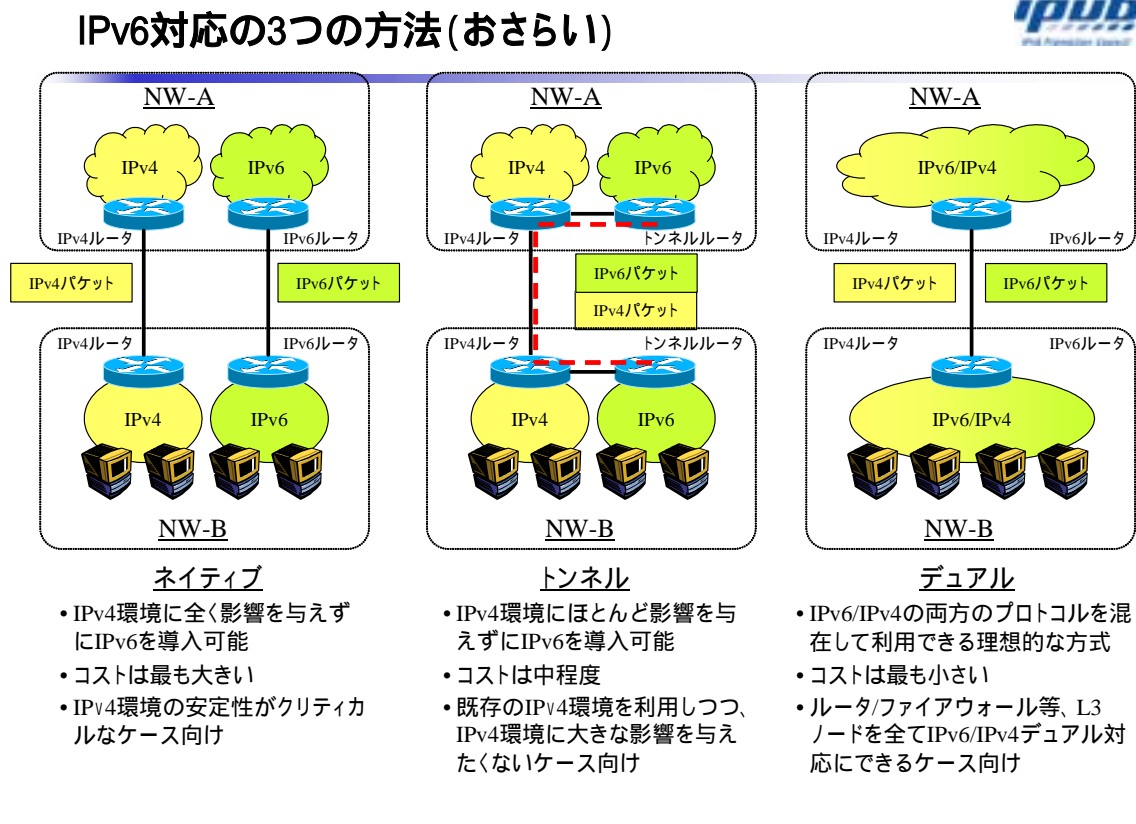 IPv6対応の3つの方法(おさらい)
NW-A
IPv4
IPv6
IPv4ルータ
IPv6ルータ
IPv4パケット
IPv6パケット
IPv4ルータ
IPv6ルータ
IPv4
IPv6
NW-B
ネイティブ
• IPv4環境に全く影響を与えず
にIPv6を導入可能
• コストは最も大きい
• IPv4環境の安定性がクリティカ
ルなケース向け
NW-A
IPv4
IPv6
IPv4ルータ
トンネルルータ
IPv6パケット
IPv4パケット
IPv4ルータ
トンネルルータ
IPv4
IPv6
NW-B
トンネル
• IPv4環境にほとんど影響を与
えずにIPv6を導入可能
• コストは中程度
• 既存のIPv4環境を利用しつつ、
IPv4環境に大きな影響を与え
たくないケース向け
NW-A
IPv6/IPv4
IPv4ルータ
IPv6ルータ
IPv4パケット
IPv6パケット
IPv4ルータ
IPv6ルータ
IPv6/IPv4
NW-B
デュアル
• IPv6/IPv4の両方のプロトコルを混
在して利用できる理想的な方式
• コストは最も小さい
• ルータ/ファイアウォール等、L3
ノードを全てIPv6/IPv4デュアル対
応にできるケース向け